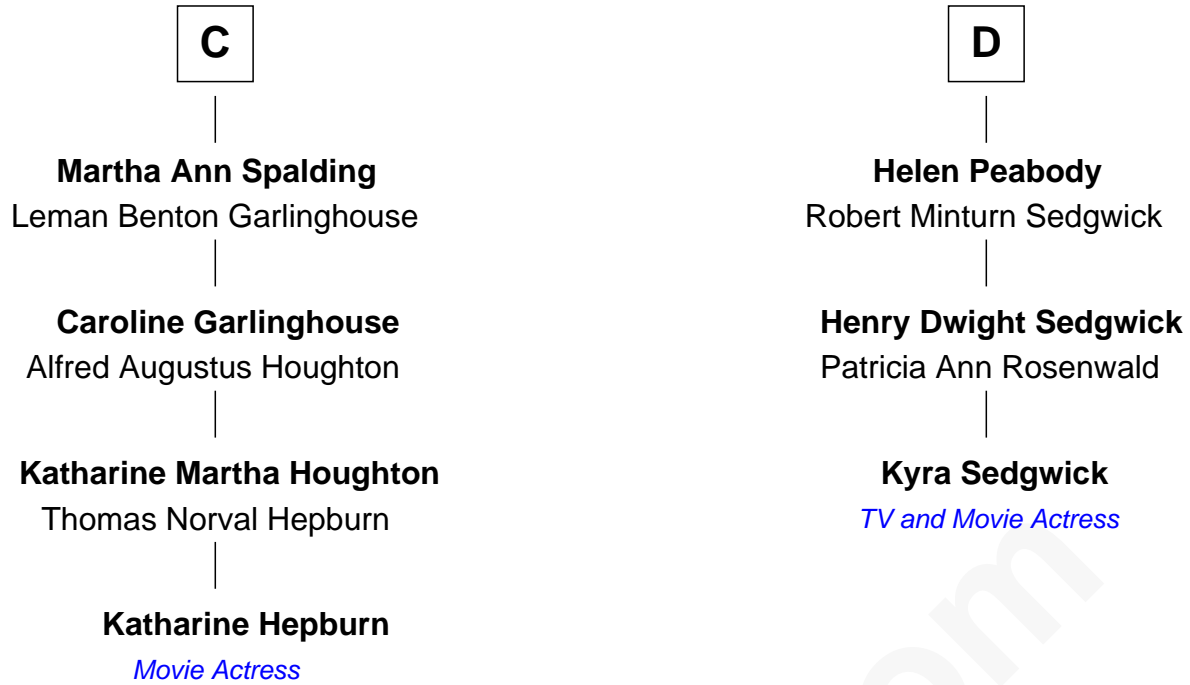 C
Martha Ann Spalding
Leman Benton Garlinghouse
Caroline Garlinghouse
Alfred Augustus Houghton
Katharine Martha Houghton
Thomas Norval Hepburn
Katharine Hepburn
Movie Actress
D
Helen Peabody
Robert Minturn Sedgwick
Henry Dwight Sedgwick
Patricia Ann Rosenwald
Kyra Sedgwick
TV and Movie Actress
om